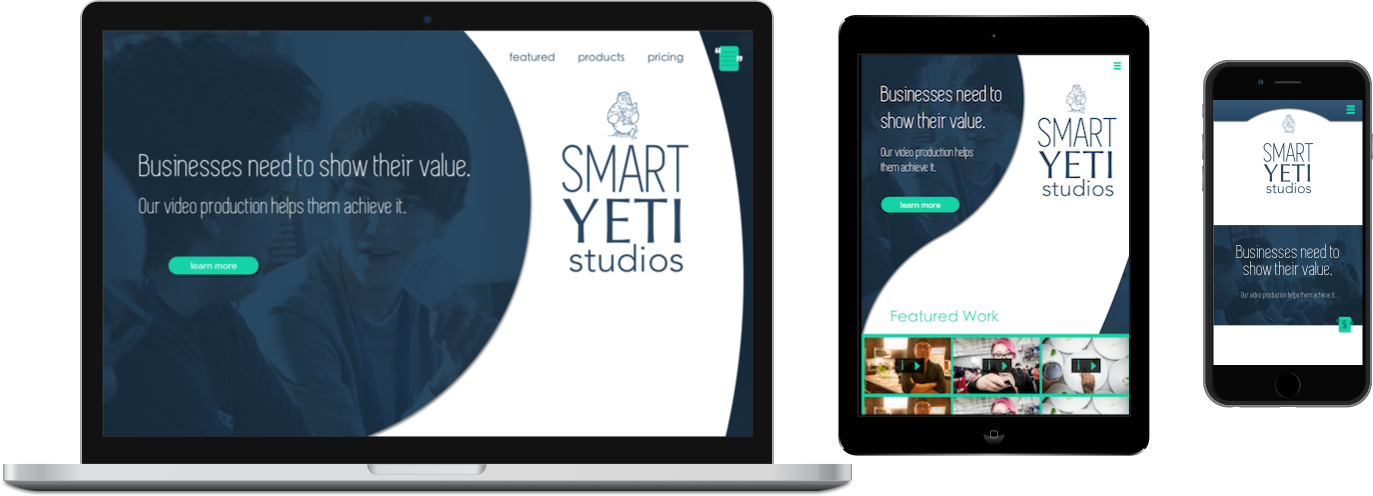 featured products pricing
Businesses need to show their value.
Our video production helps them achieve it.
learn more
SMART
YETI
studios
Businesses need to
show their value.
Our video production helps
them achieve it.
learn more
SMART
YETI
studios
Featured Work
SMART
YETI
studios
Businesses need to
show their value.
Our video production helps them achieve it.
$